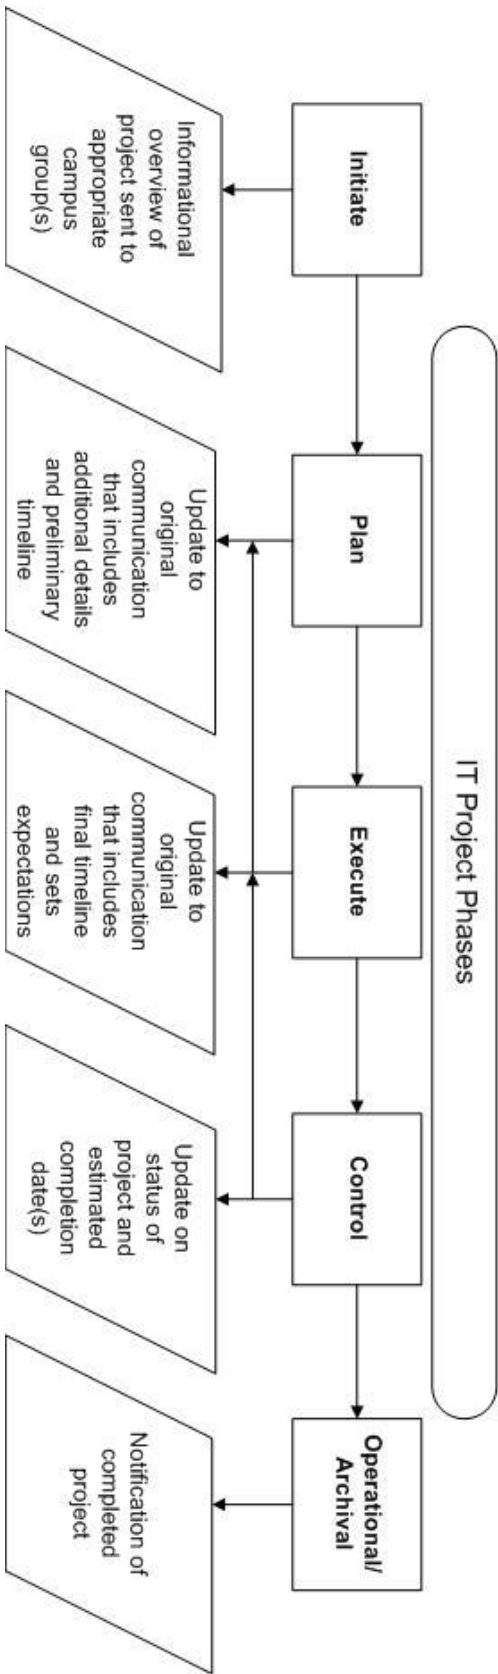 IT Project Phases
Initiate
Plan
Execute
Control
Operational/
Archival
Informational
overview of
project sent to
appropriate
campus
group(s)
Update to
original
communication
that includes
additional details
and preliminary
timeline
Update to
original
communication
that includes
final timeline
and sets
expectations
Update on
status of
project and
estimated
completion
date(s)
Notification of
completed
project